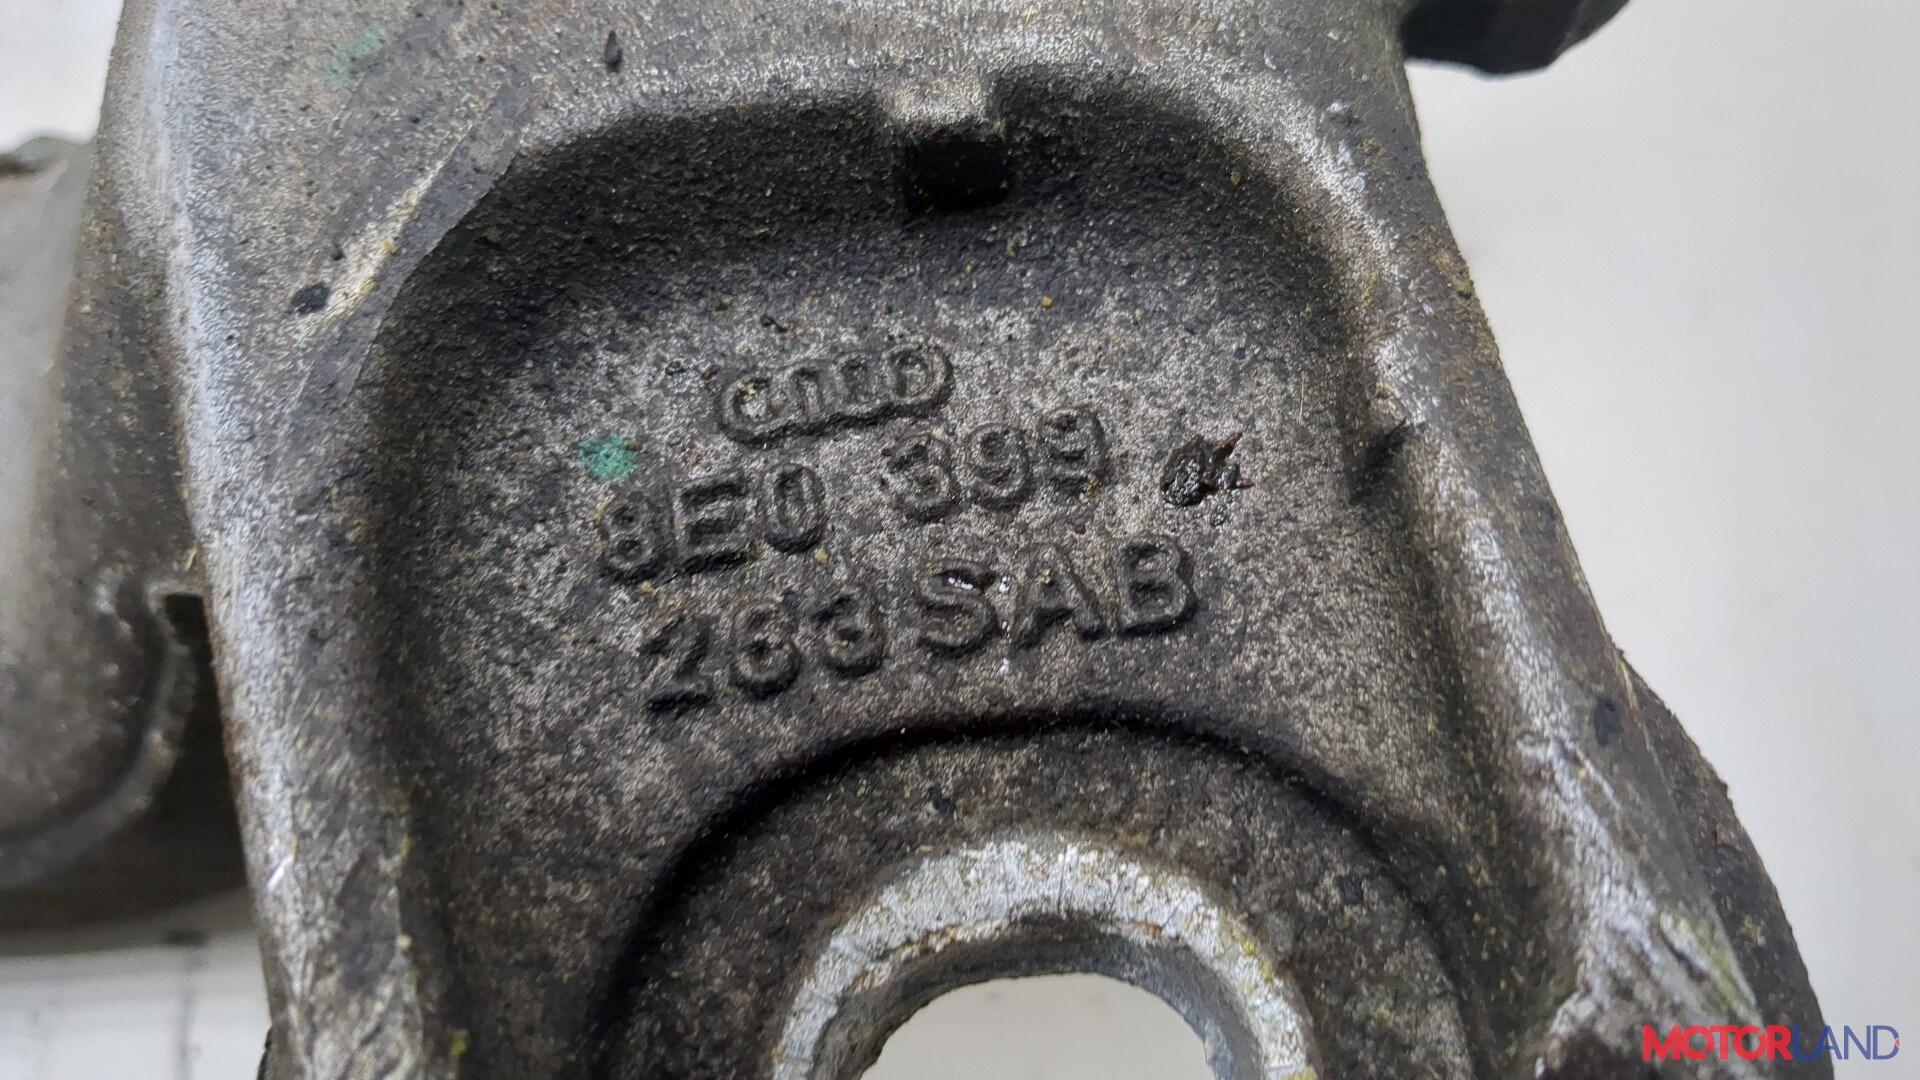 8E0 399
263 SAB
MOTORLAND